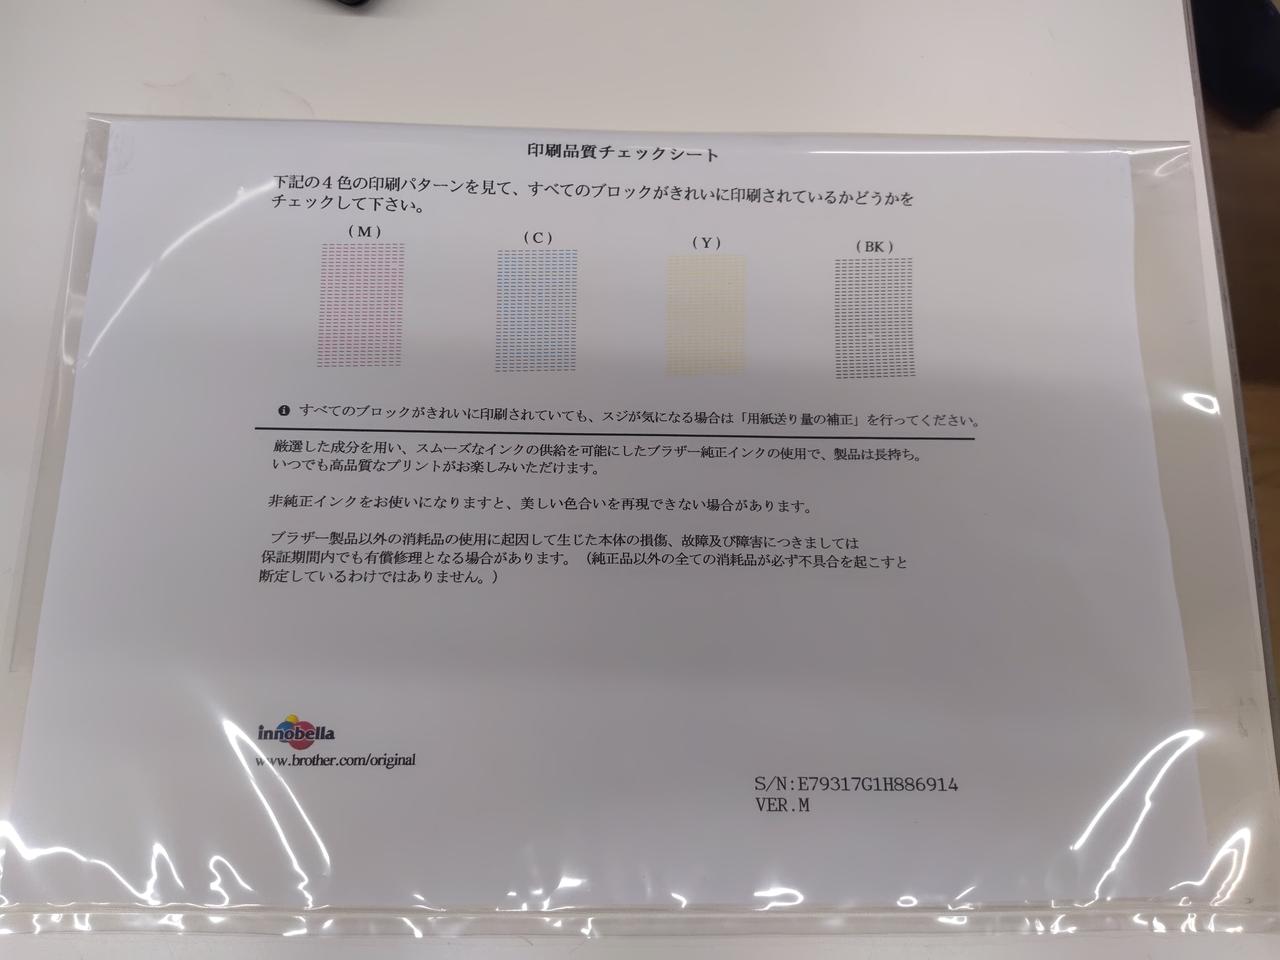 印刷品質チェックシート
下記の4色の印刷パターンを見て、すべてのブロックがきれいに印刷されているかどうかを
チェックして下さい。
(M) (C) (Y) (BK)
すべてのブロックがきれいに印刷されていても、スジが気になる場合は「用紙送り量の補正」を行ってください。
厳選した成分を用い、スムーズなインクの供給を可能にしたブラザー純正インクの使用で、製品は長持ち。
いつでも高品質なプリントがお楽しみいただけます。
非純正インクをお使いになりますと、美しい色合いを再現できない場合があります。
ブラザー製品以外の消耗品の使用に起因して生じた本体の損傷、故障及び障害につきましては
保証期間内でも有償修理となる場合があります。（純正品以外の全ての消耗品が必ず不具合を起こすと
断定しているわけではありません。）
innobella
www.brother.com/original
S/N:E79317G1H886914
VER.M